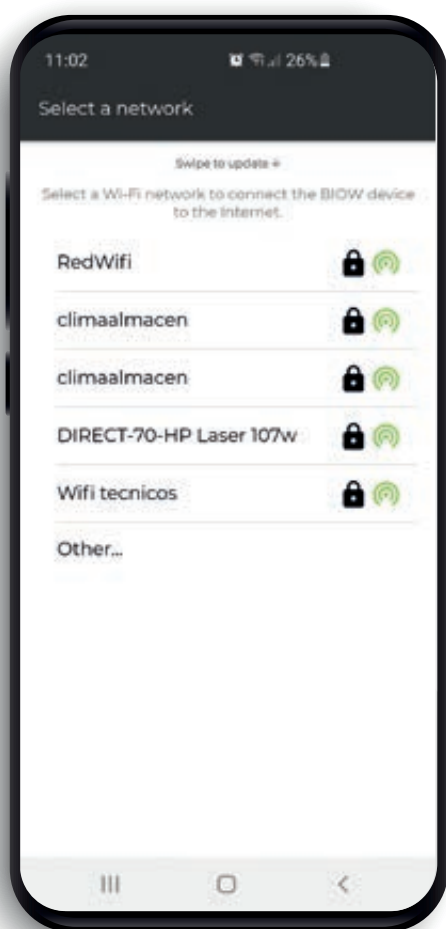 11:02
26%
Select a network
Swipe to update
Select a Wi-Fi network to connect the BIOW device
to the Internet.
RedWifi
climaalmacen
climaalmacen
DIRECT-70-HP Laser 107w
Wifi tecnicos
Other...